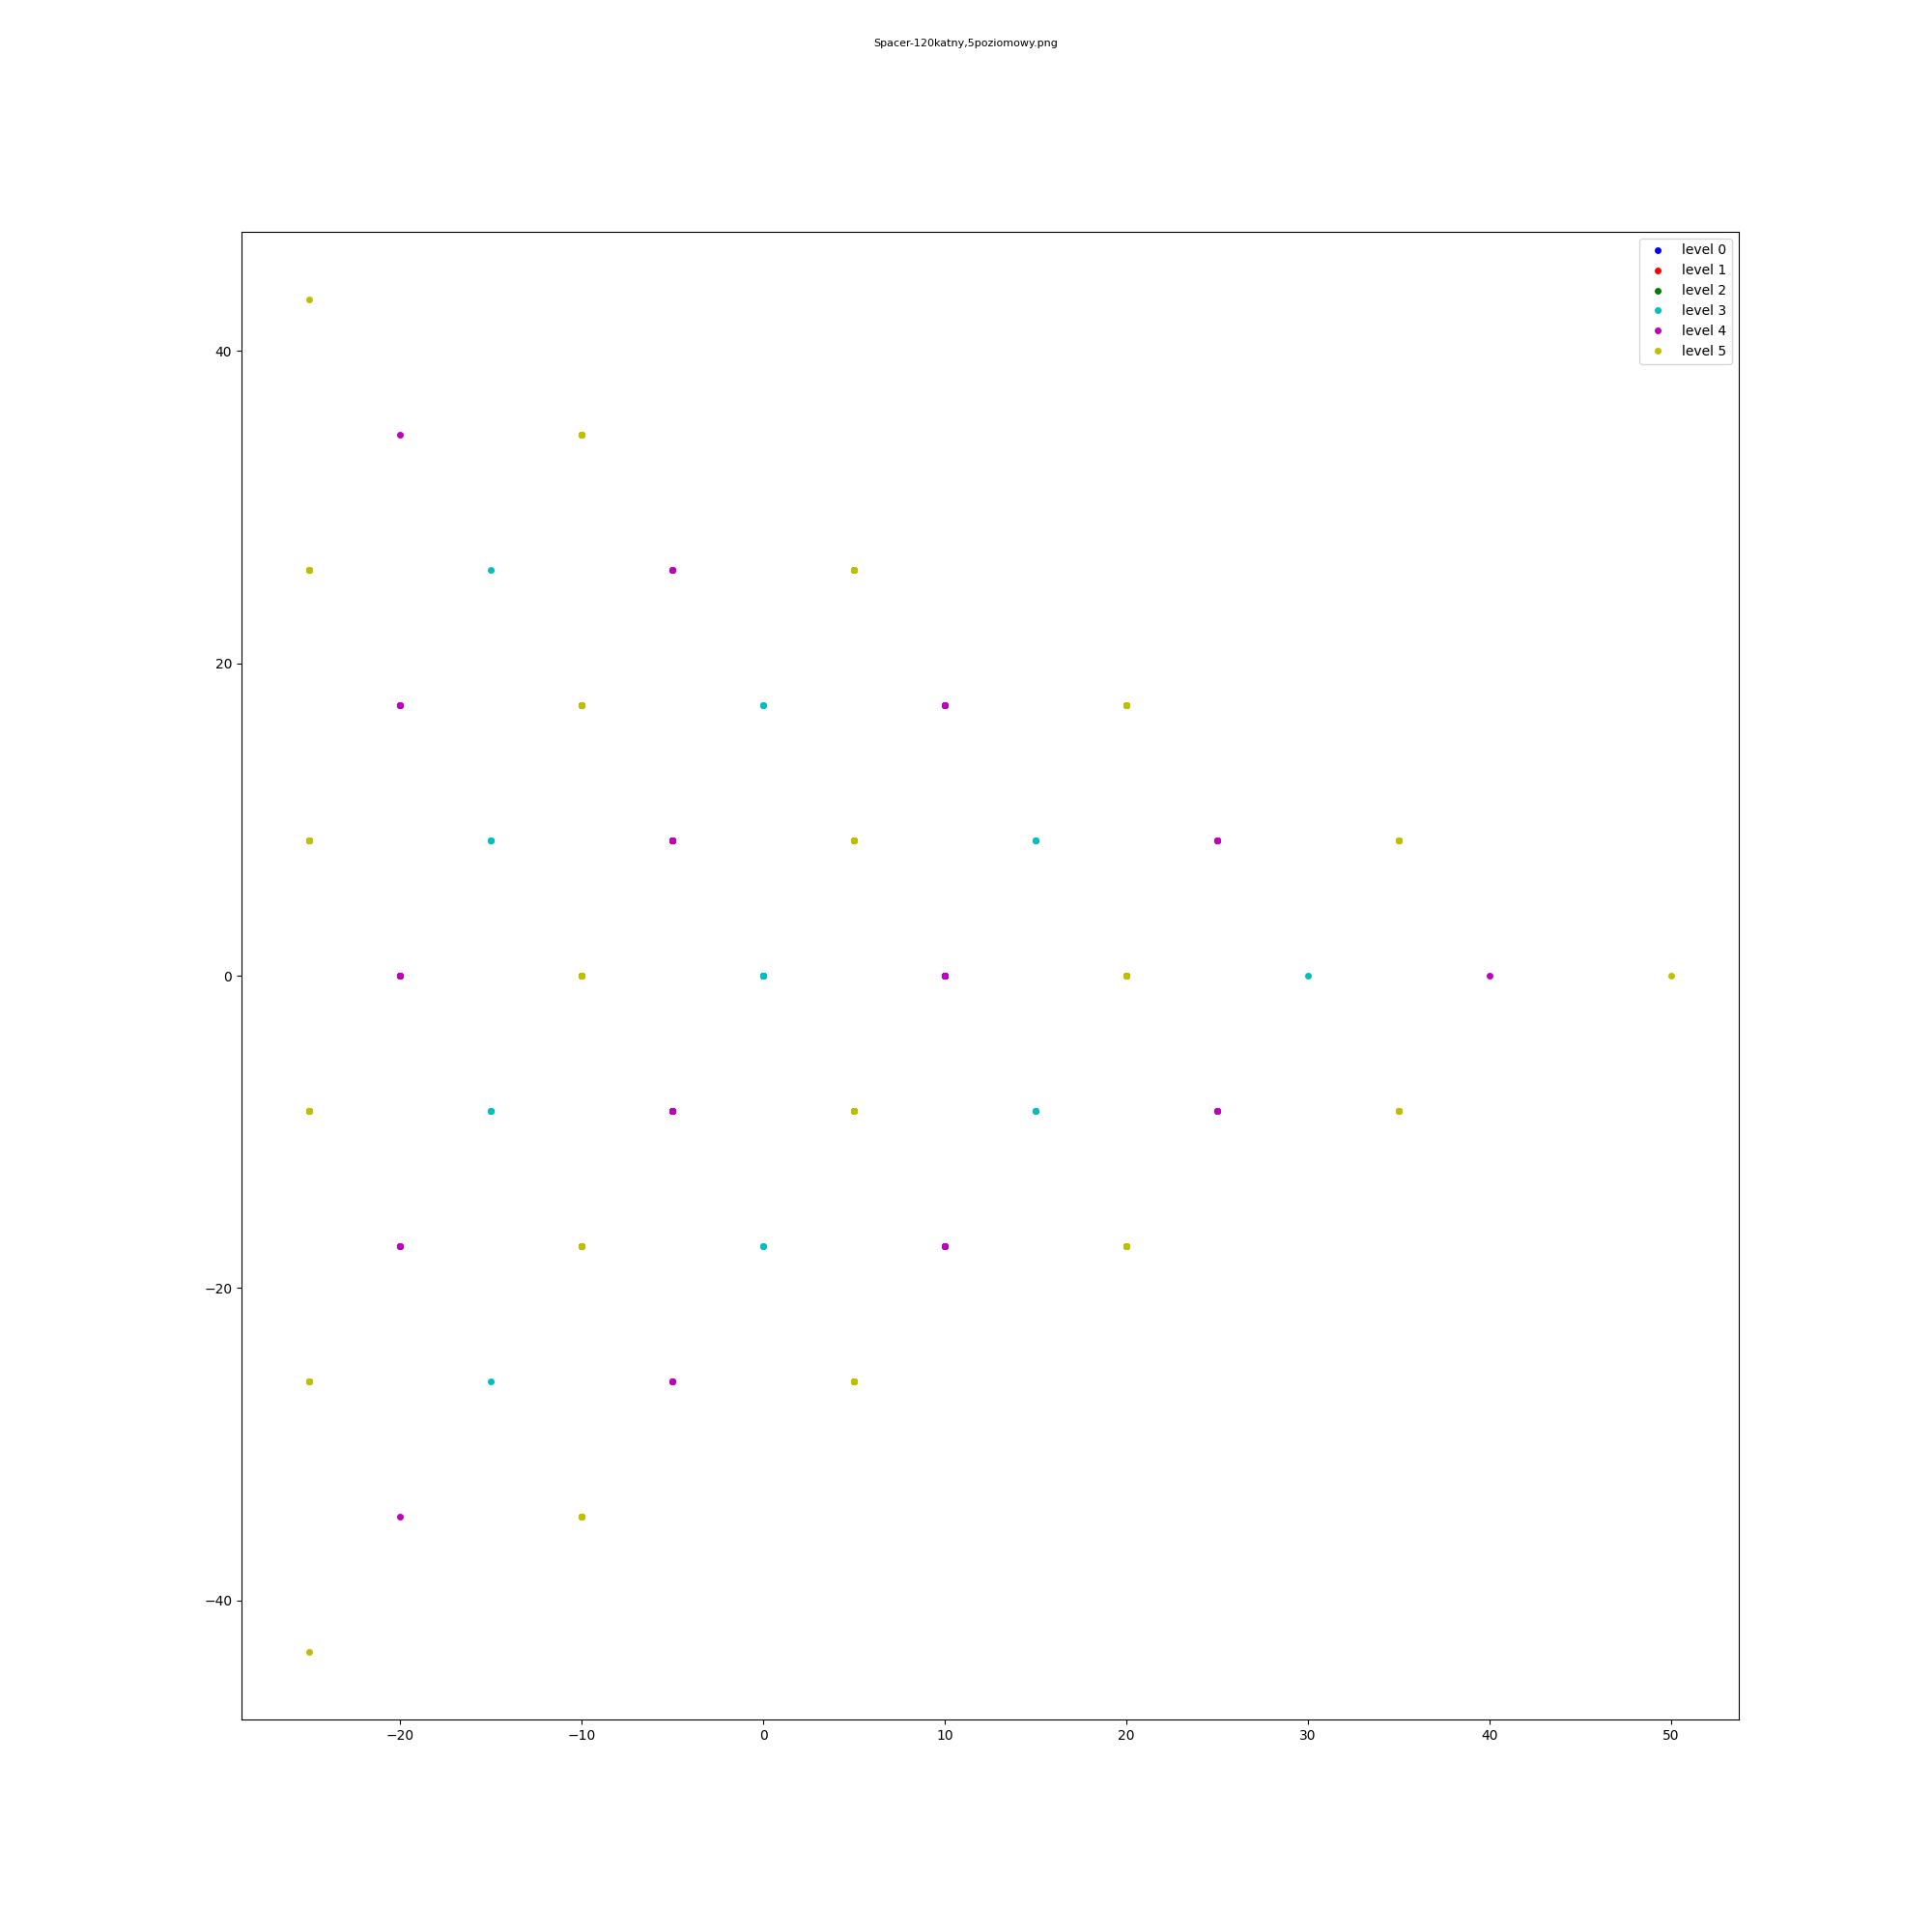 Spacer-120katny,5poziomowy.png
level 0
level 1
level 2
level 3
level 4
level 5
40
20
0
−20
−40
−20 −10 0 10 20 30 40 50